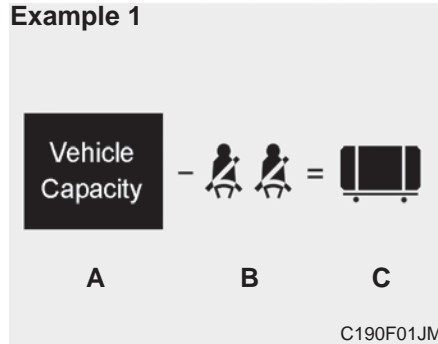 Example 1
Vehicle
Capacity
- =
A B C
C190F01JM